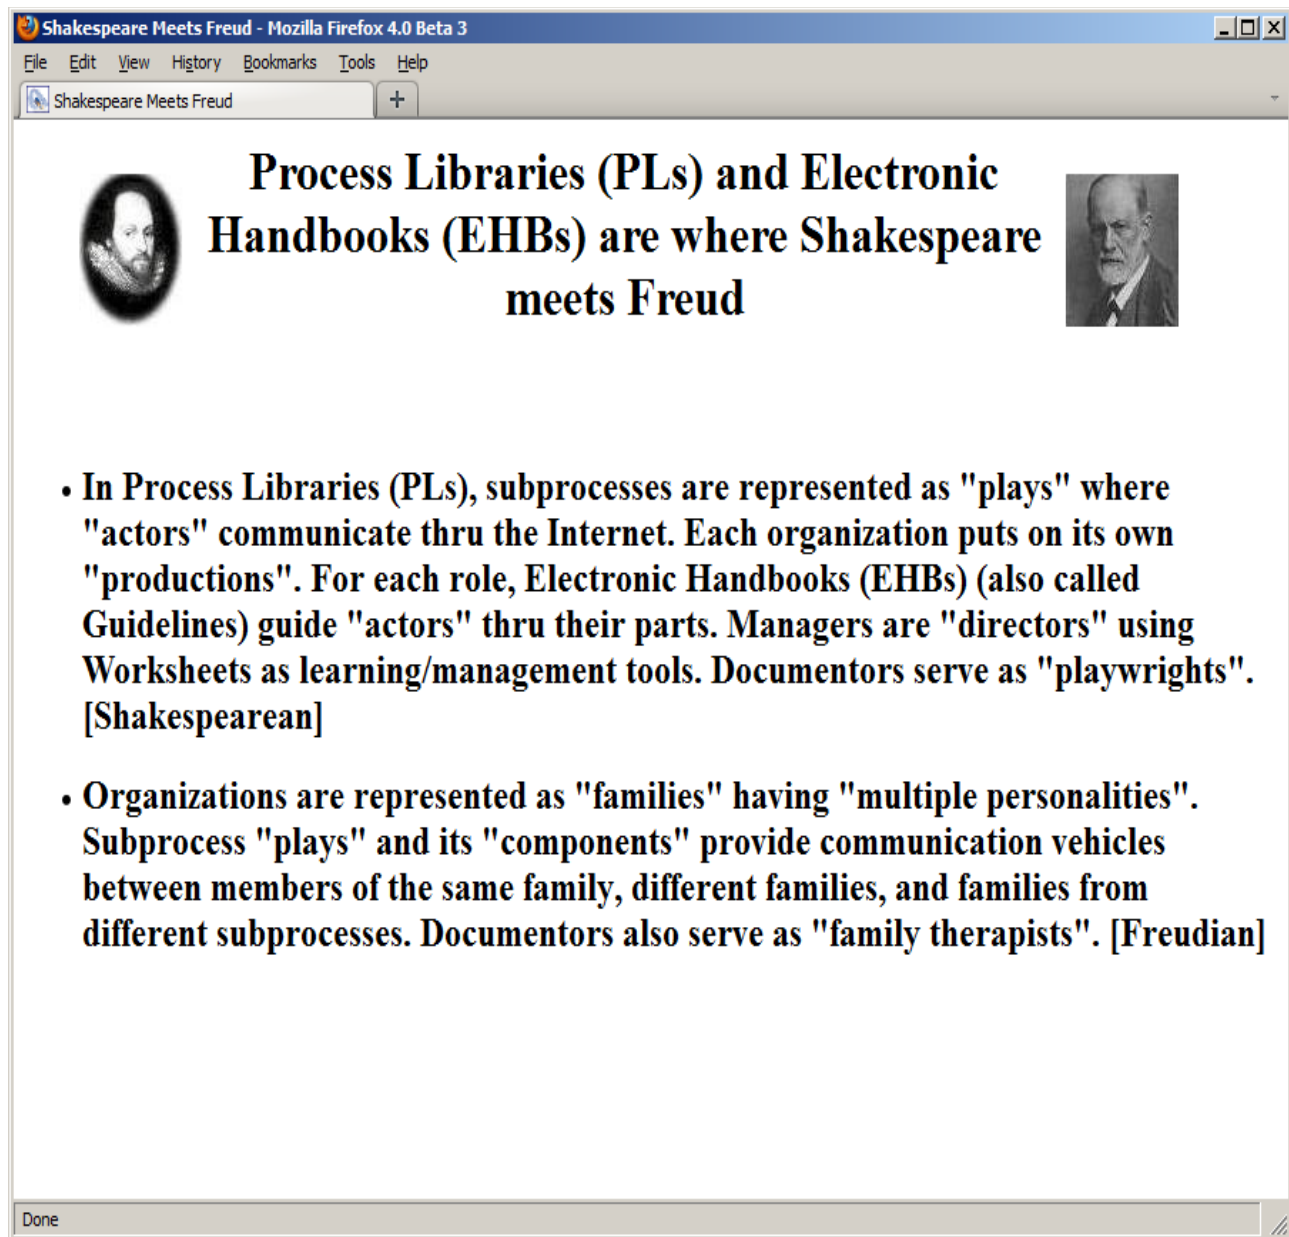 Shakespeare Meets Freud - Mozilla Firefox 4.0 Beta 3
File Edit View History Bookmarks Tools Help
Shakespeare Meets Freud +
Process Libraries (PLs) and Electronic
Handbooks (EHBs) are where Shakespeare
meets Freud
• In Process Libraries (PLs), subprocesses are represented as "plays" where
"actors" communicate thru the Internet. Each organization puts on its own
"productions". For each role, Electronic Handbooks (EHBs) (also called
Guidelines) guide "actors" thru their parts. Managers are "directors" using
Worksheets as learning/management tools. Documentors serve as "playwrights".
[Shakespearean]
• Organizations are represented as "families" having "multiple personalities".
Subprocess "plays" and its "components" provide communication vehicles
between members of the same family, different families, and families from
different subprocesses. Documentors also serve as "family therapists". [Freudian]
Done